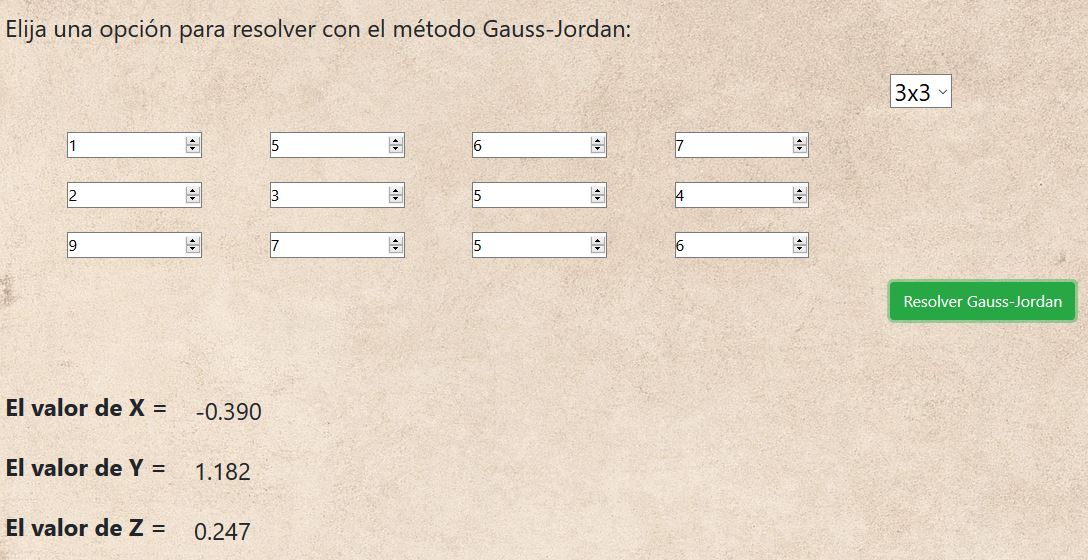 Elija una opción para resolver con el método Gauss-Jordan:
3x3
1 5 6 7
2 3 5 4
9 7 5 6
Resolver Gauss-Jordan
El valor de X = -0.390
El valor de Y = 1.182
El valor de Z = 0.247